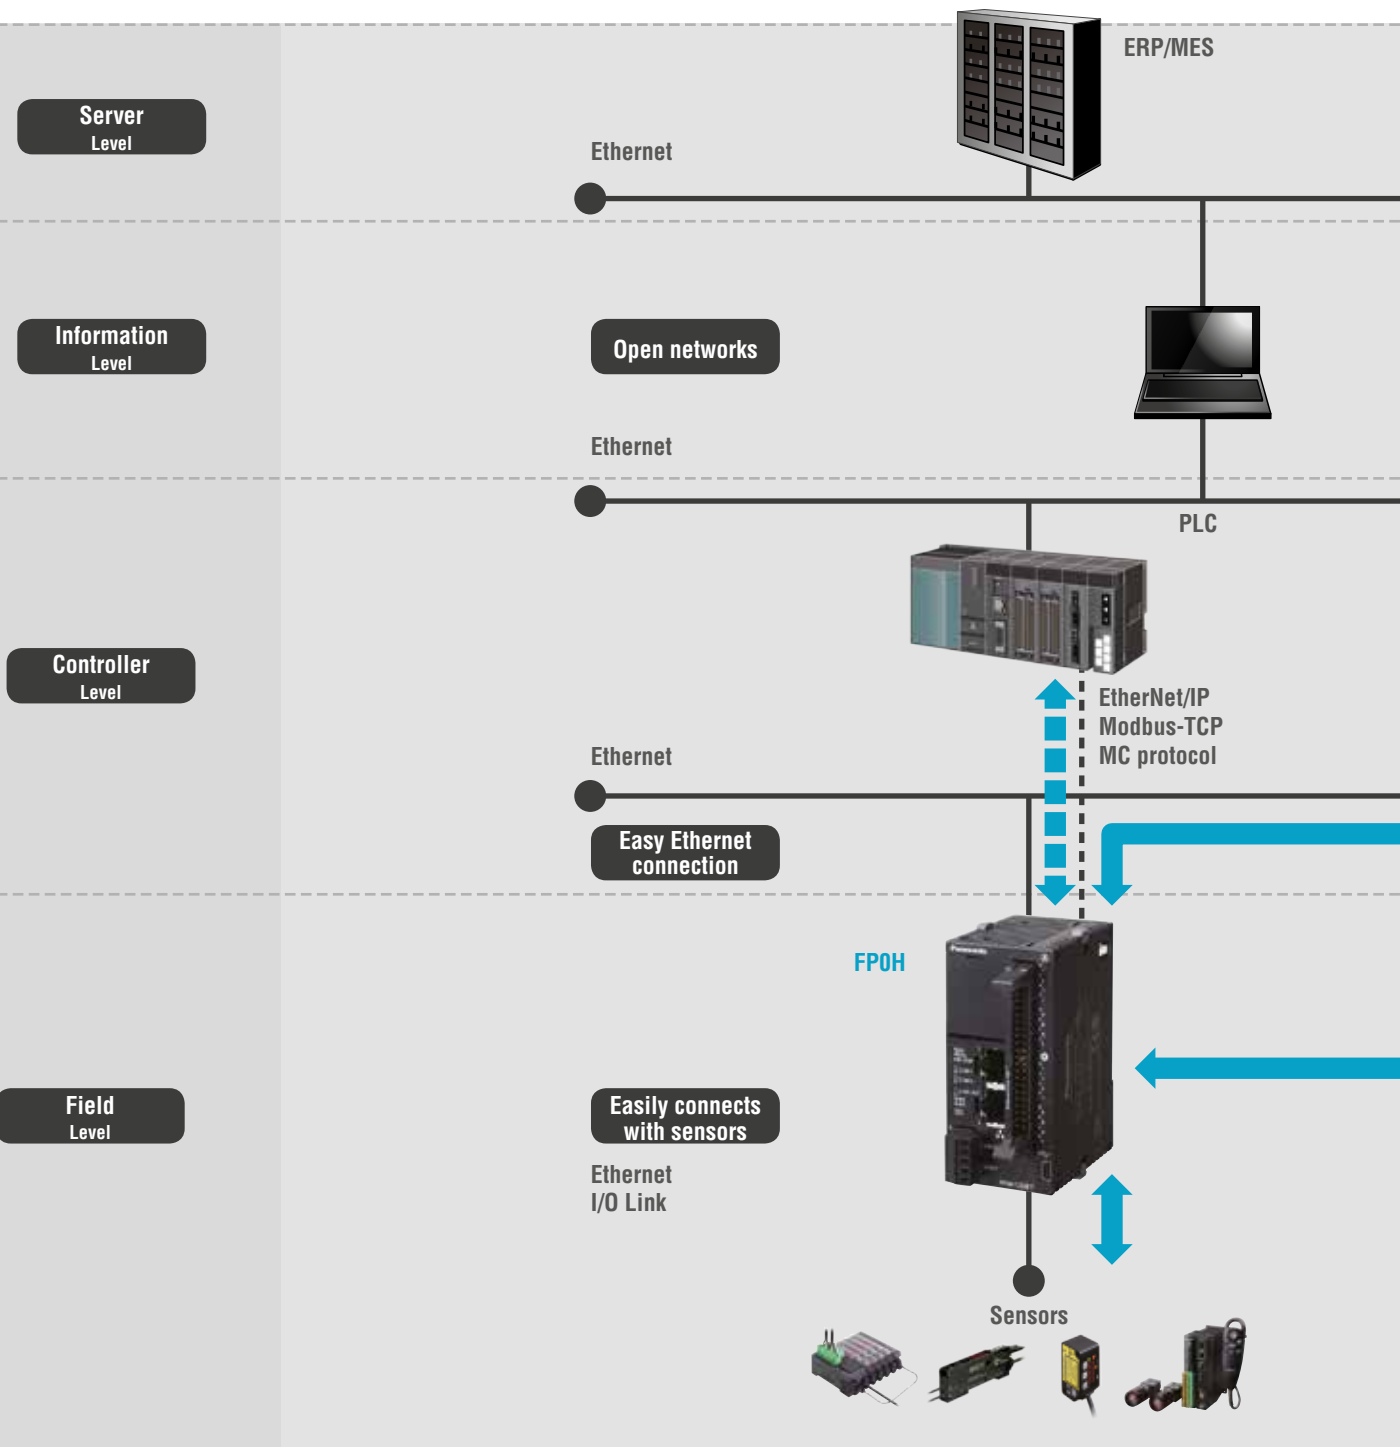 ERP/MES
Server
Level
Ethernet
Information
Level
Open networks
Ethernet
PLC
Controller
Level
EtherNet/IP
Modbus-TCP
MC protocol
Ethernet
Easy Ethernet
connection
FP0H
Panasonic
Field
Level
Easily connects
with sensors
Ethernet
I/O Link
Sensors